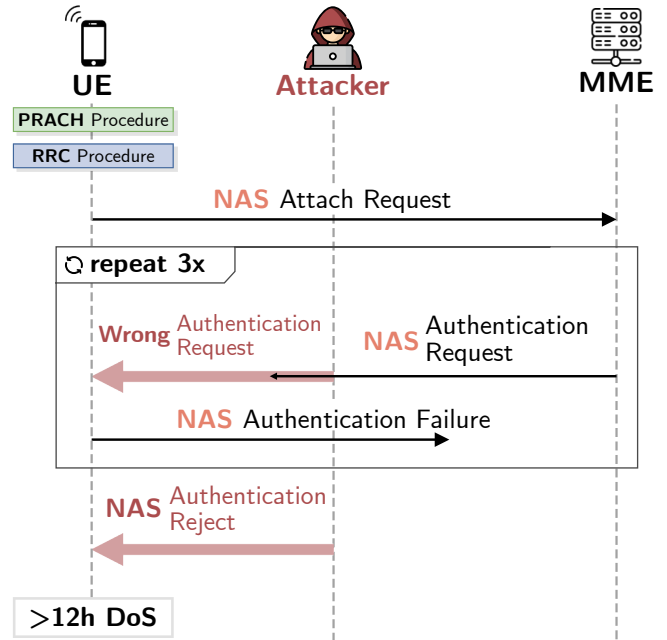 UE
Attacker
MME
PRACH Procedure
RRC Procedure
NAS Attach Request
repeat 3x
Wrong Authentication
Request
NAS Authentication
Request
NAS Authentication Failure
NAS Authentication
Reject
>12h DoS